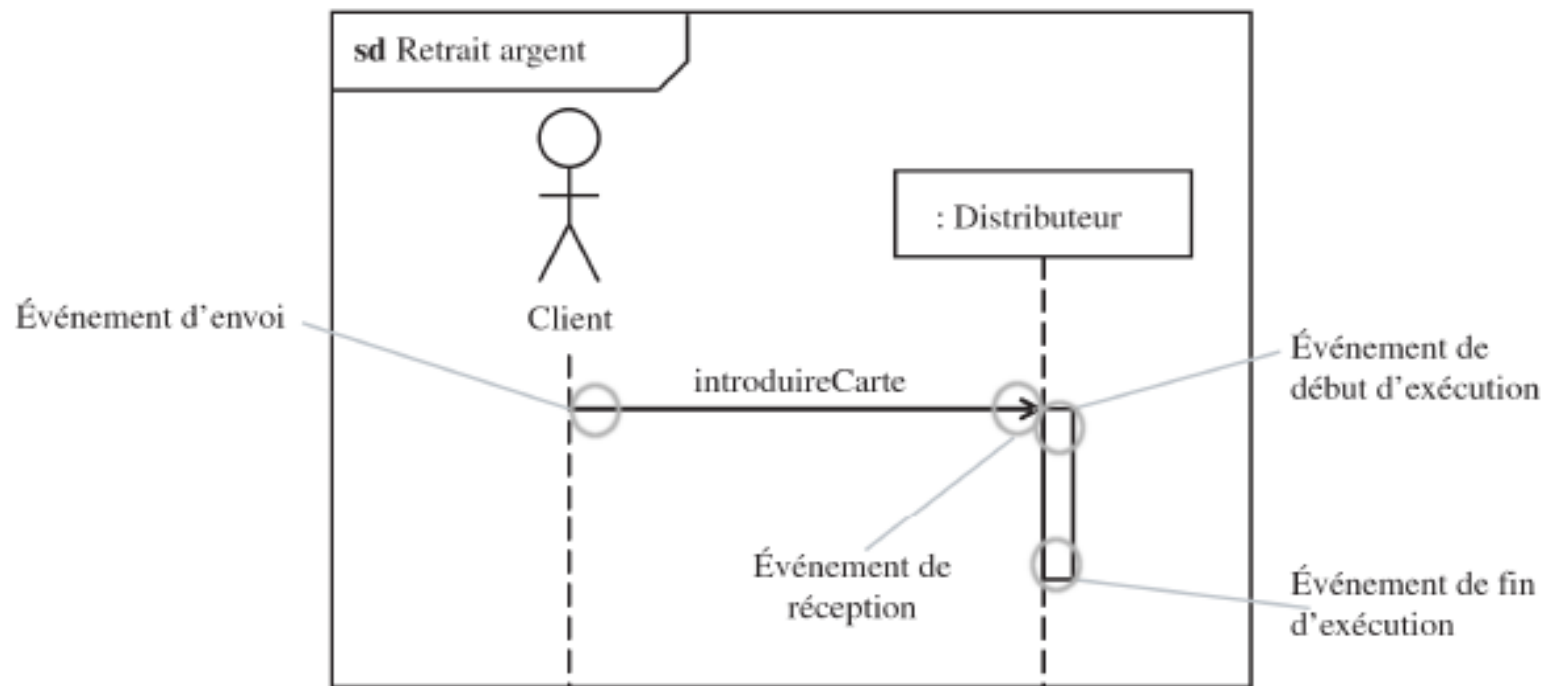 sd Retrait argent
: Distributeur
Événement d’envoi
Client
Événement de
début d’exécution
introduireCarte
Événement de
réception
Événement de fin
d’exécution